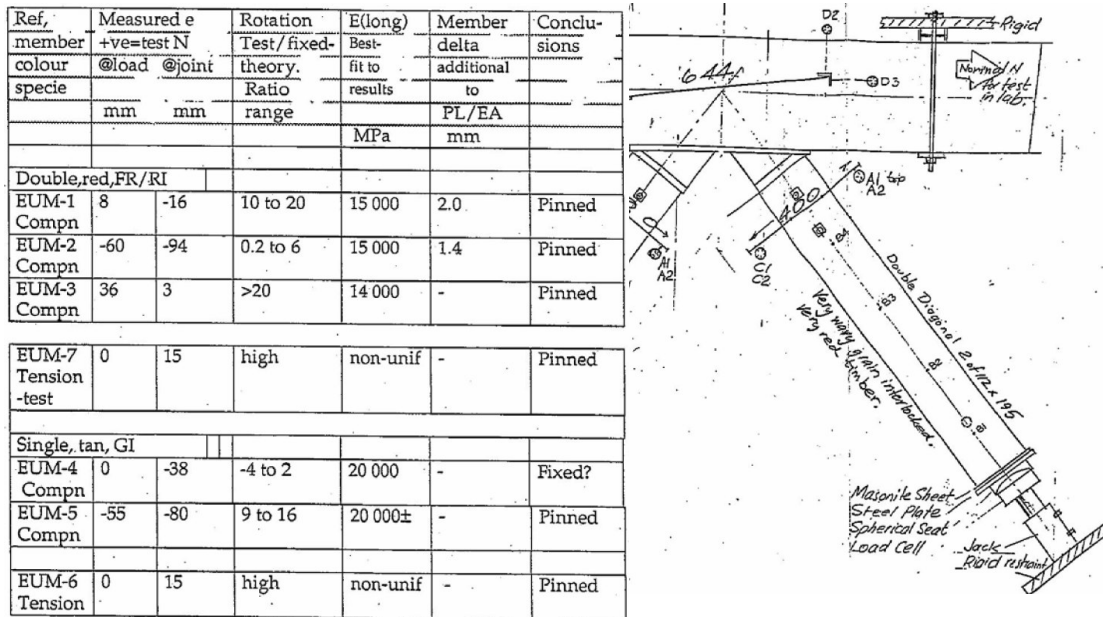 Ref, Measured e Rotation E(long) Member Conclu-
member +ve=test N Test/fixed- Best- delta sions
colour @load @joint theory. fit to additional
specie Ratio results to
mm mm range PL/EA
MPa mm
Double,red,FR/RI
EUM-1 8 -16 10 to 20 15 000 2.0 Pinned
Compn
EUM-2 -60 -94 0.2 to 6 15 000 1.4 Pinned
Compn
EUM-3 36 3 >20 14 000 - Pinned
Compn
EUM-7 0 15 high non-unif - Pinned
Tension
-test
Single, tan, GI
EUM-4 0 -38 -4 to 2 20 000 - Fixed?
Compn
EUM-5 -55 -80 9 to 16 20 000± - Pinned
Compn
EUM-6 0 15 high non-unif - Pinned
Tension
D2
Rigid
644
D3
Normal N
for test
in lab.
A1 top
A2
400
A1
A2
C1
C2
B4
B3
B1
Double Diagonal 2 of 112 x 195
Very wavy grain interlocked,
very red timber.
Masonite Sheet
Steel Plate
Spherical Seat
Load Cell
Jack
Rigid restraint